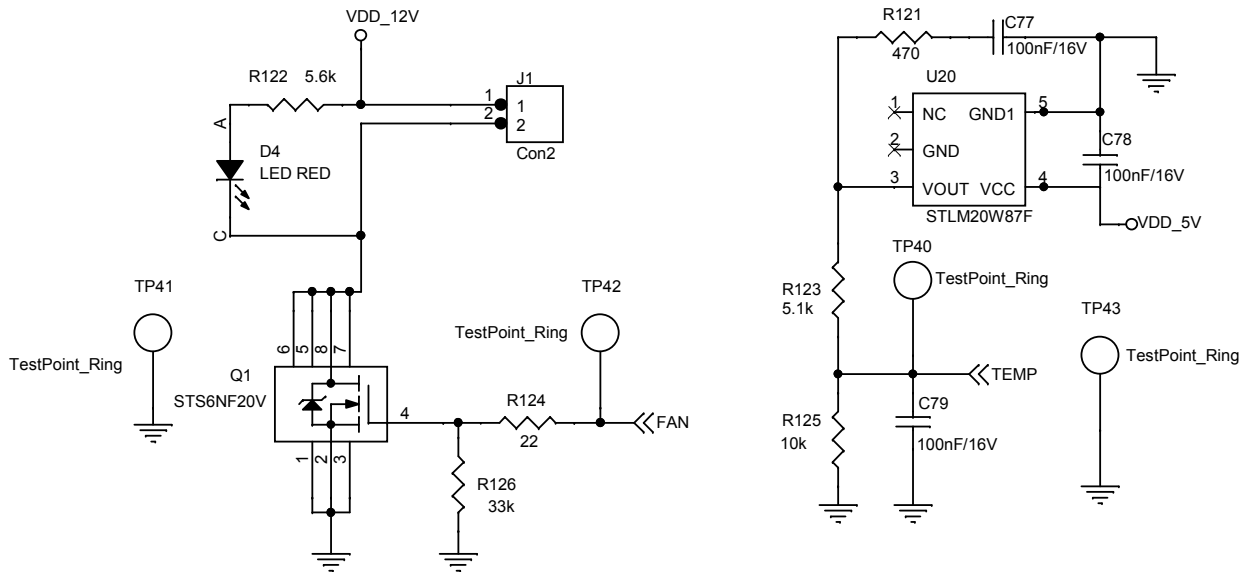 VDD_12V
R122 5.6k
J1
1
2
1
2
Con2
A
D4
LED RED
C
TP41
TestPoint_Ring
TP42
TestPoint_Ring
6
5
8
7
Q1
STS6NF20V
4
R124
22
FAN
1
2
3
R126
33k
R121
470
C77
100nF/16V
U20
1
NC
GND1
5
2
GND
C78
100nF/16V
3
VOUT
VCC
4
STLM20W87F
VDD_5V
TP40
TestPoint_Ring
R123
5.1k
TP43
TestPoint_Ring
TEMP
R125
10k
C79
100nF/16V